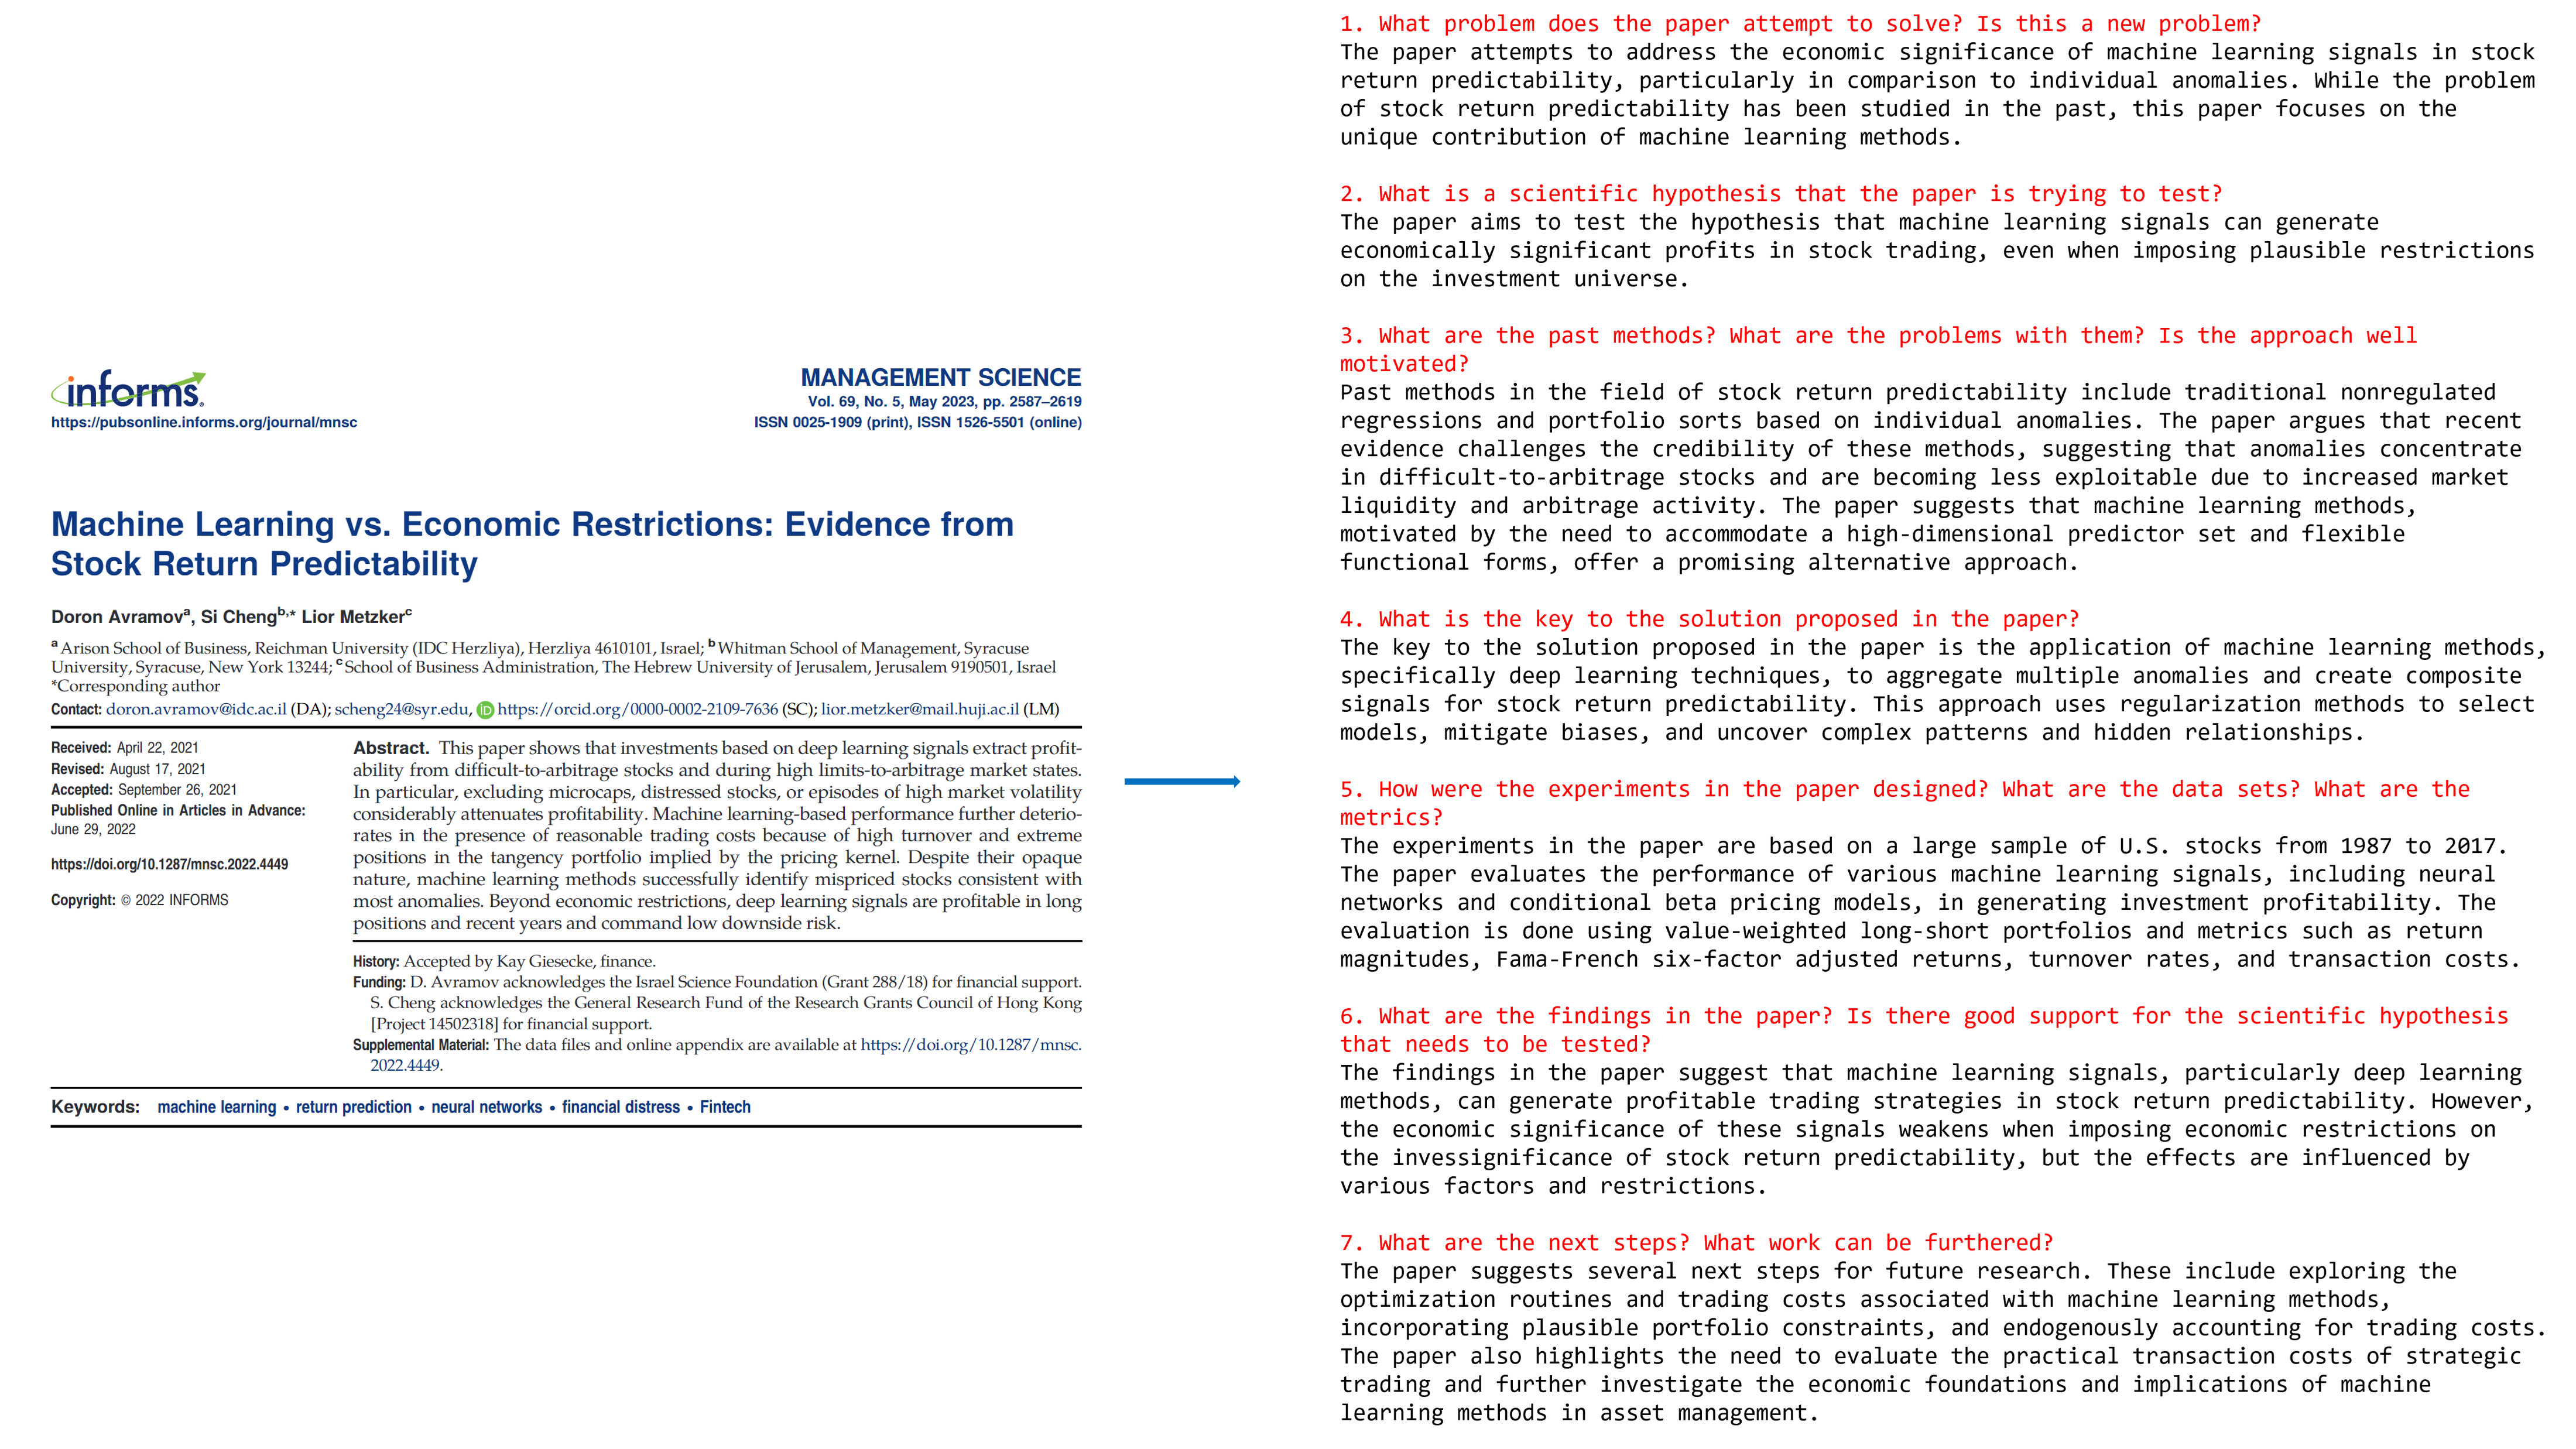 informs.
https://pubsonline.informs.org/journal/mnsc
MANAGEMENT SCIENCE
Vol. 69, No. 5, May 2023, pp. 2587–2619
ISSN 0025-1909 (print), ISSN 1526-5501 (online)
Machine Learning vs. Economic Restrictions: Evidence from
Stock Return Predictability
Doron Avramovᵃ, Si Chengᵇ,* Lior Metzkerᶜ
ᵃ Arison School of Business, Reichman University (IDC Herzliya), Herzliya 4610101, Israel; ᵇ Whitman School of Management, Syracuse
University, Syracuse, New York 13244; ᶜ School of Business Administration, The Hebrew University of Jerusalem, Jerusalem 9190501, Israel
*Corresponding author
Contact: doron.avramov@idc.ac.il (DA); scheng24@syr.edu, iD https://orcid.org/0000-0002-2109-7636 (SC); lior.metzker@mail.huji.ac.il (LM)
Received: April 22, 2021
Revised: August 17, 2021
Accepted: September 26, 2021
Published Online in Articles in Advance:
June 29, 2022
https://doi.org/10.1287/mnsc.2022.4449
Copyright: © 2022 INFORMS
Abstract. This paper shows that investments based on deep learning signals extract profit-
ability from difficult-to-arbitrage stocks and during high limits-to-arbitrage market states.
In particular, excluding microcaps, distressed stocks, or episodes of high market volatility
considerably attenuates profitability. Machine learning-based performance further deterio-
rates in the presence of reasonable trading costs because of high turnover and extreme
positions in the tangency portfolio implied by the pricing kernel. Despite their opaque
nature, machine learning methods successfully identify mispriced stocks consistent with
most anomalies. Beyond economic restrictions, deep learning signals are profitable in long
positions and recent years and command low downside risk.
History: Accepted by Kay Giesecke, finance.
Funding: D. Avramov acknowledges the Israel Science Foundation (Grant 288/18) for financial support.
S. Cheng acknowledges the General Research Fund of the Research Grants Council of Hong Kong
[Project 14502318] for financial support.
Supplemental Material: The data files and online appendix are available at https://doi.org/10.1287/mnsc.
2022.4449.
Keywords: machine learning • return prediction • neural networks • financial distress • Fintech
1. What problem does the paper attempt to solve? Is this a new problem?
The paper attempts to address the economic significance of machine learning signals in stock
return predictability, particularly in comparison to individual anomalies. While the problem
of stock return predictability has been studied in the past, this paper focuses on the
unique contribution of machine learning methods.
2. What is a scientific hypothesis that the paper is trying to test?
The paper aims to test the hypothesis that machine learning signals can generate
economically significant profits in stock trading, even when imposing plausible restrictions
on the investment universe.
3. What are the past methods? What are the problems with them? Is the approach well
motivated?
Past methods in the field of stock return predictability include traditional nonregulated
regressions and portfolio sorts based on individual anomalies. The paper argues that recent
evidence challenges the credibility of these methods, suggesting that anomalies concentrate
in difficult-to-arbitrage stocks and are becoming less exploitable due to increased market
liquidity and arbitrage activity. The paper suggests that machine learning methods,
motivated by the need to accommodate a high-dimensional predictor set and flexible
functional forms, offer a promising alternative approach.
4. What is the key to the solution proposed in the paper?
The key to the solution proposed in the paper is the application of machine learning methods,
specifically deep learning techniques, to aggregate multiple anomalies and create composite
signals for stock return predictability. This approach uses regularization methods to select
models, mitigate biases, and uncover complex patterns and hidden relationships.
5. How were the experiments in the paper designed? What are the data sets? What are the
metrics?
The experiments in the paper are based on a large sample of U.S. stocks from 1987 to 2017.
The paper evaluates the performance of various machine learning signals, including neural
networks and conditional beta pricing models, in generating investment profitability. The
evaluation is done using value-weighted long-short portfolios and metrics such as return
magnitudes, Fama-French six-factor adjusted returns, turnover rates, and transaction costs.
6. What are the findings in the paper? Is there good support for the scientific hypothesis
that needs to be tested?
The findings in the paper suggest that machine learning signals, particularly deep learning
methods, can generate profitable trading strategies in stock return predictability. However,
the economic significance of these signals weakens when imposing economic restrictions on
the invessignificance of stock return predictability, but the effects are influenced by
various factors and restrictions.
7. What are the next steps? What work can be furthered?
The paper suggests several next steps for future research. These include exploring the
optimization routines and trading costs associated with machine learning methods,
incorporating plausible portfolio constraints, and endogenously accounting for trading costs.
The paper also highlights the need to evaluate the practical transaction costs of strategic
trading and further investigate the economic foundations and implications of machine
learning methods in asset management.